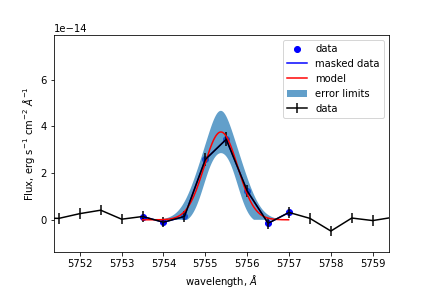 1e−14
data
masked data
model
error limits
data
6
4
2
0
Flux, erg s⁻¹ cm⁻² Å⁻¹
5752 5753 5754 5755 5756 5757 5758 5759
wavelength, Å